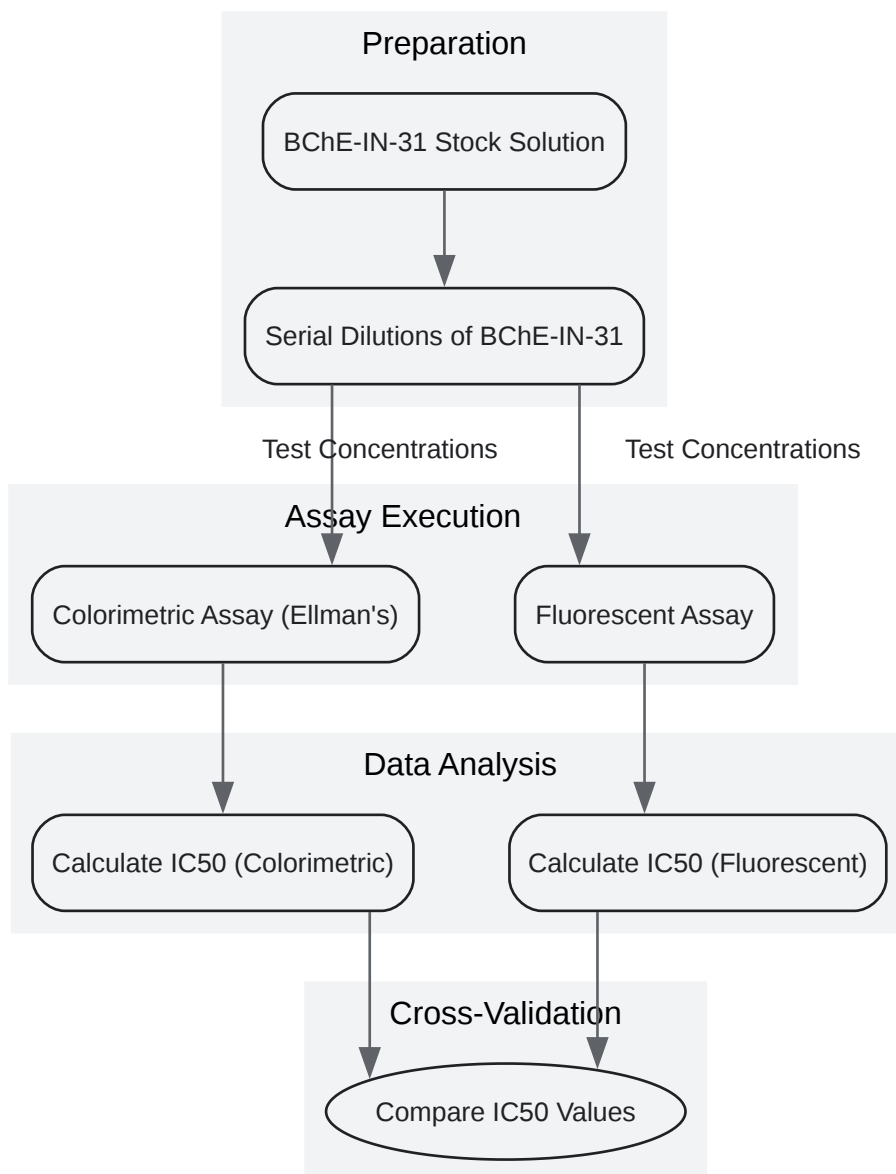 Preparation
BChE-IN-31 Stock Solution
Serial Dilutions of BChE-IN-31
Test Concentrations
Test Concentrations
Assay Execution
Colorimetric Assay (Ellman's)
Fluorescent Assay
Data Analysis
Calculate IC50 (Colorimetric)
Calculate IC50 (Fluorescent)
Cross-Validation
Compare IC50 Values